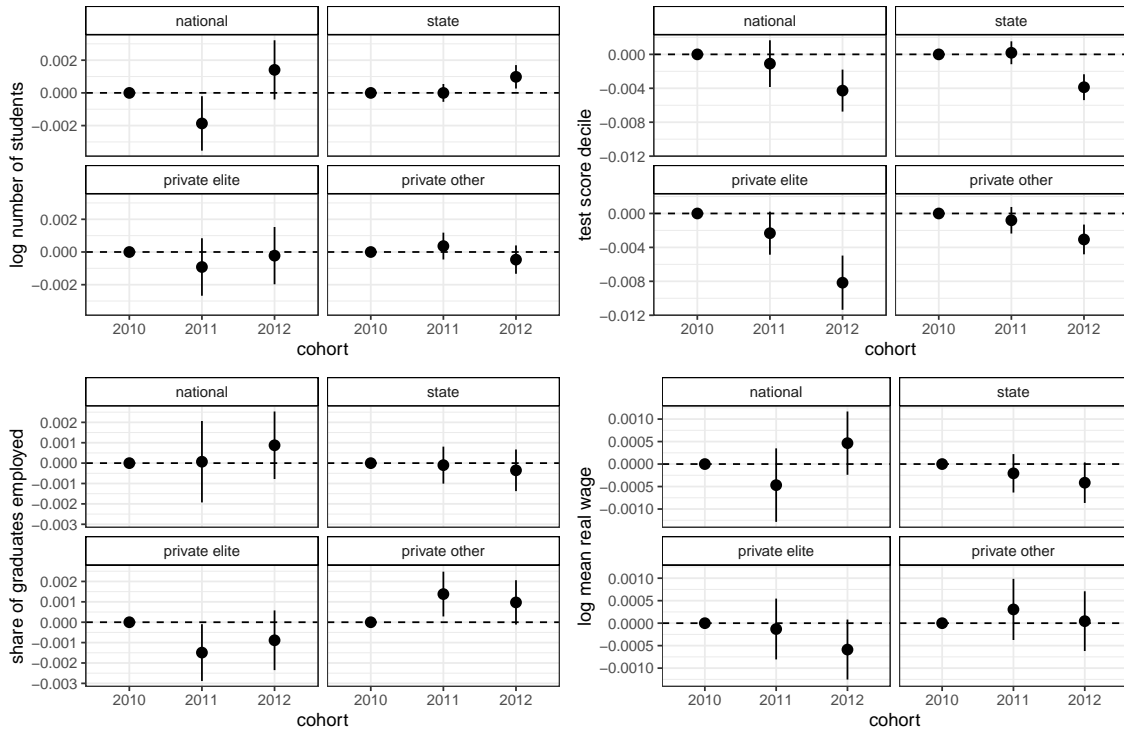 log number of students
national
state
0.002
0.000
−0.002
private elite
private other
0.002
0.000
−0.002
2010 2011 2012 2010 2011 2012
cohort
test score decile
national
state
0.000
−0.004
−0.008
−0.012
private elite
private other
0.000
−0.004
−0.008
−0.012
2010 2011 2012 2010 2011 2012
cohort
share of graduates employed
national
state
0.002
0.001
0.000
−0.001
−0.002
−0.003
private elite
private other
0.002
0.001
0.000
−0.001
−0.002
−0.003
2010 2011 2012 2010 2011 2012
cohort
log mean real wage
national
state
0.0010
0.0005
0.0000
−0.0005
−0.0010
private elite
private other
0.0010
0.0005
0.0000
−0.0005
−0.0010
2010 2011 2012 2010 2011 2012
cohort